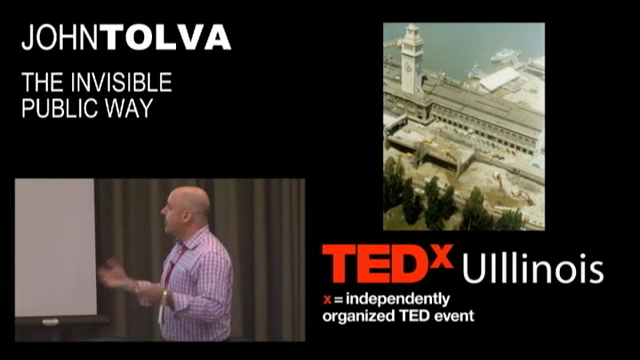 JOHNTOLVA
THE INVISIBLE
PUBLIC WAY
TEDx UIllinois
x = independently
organized TED event